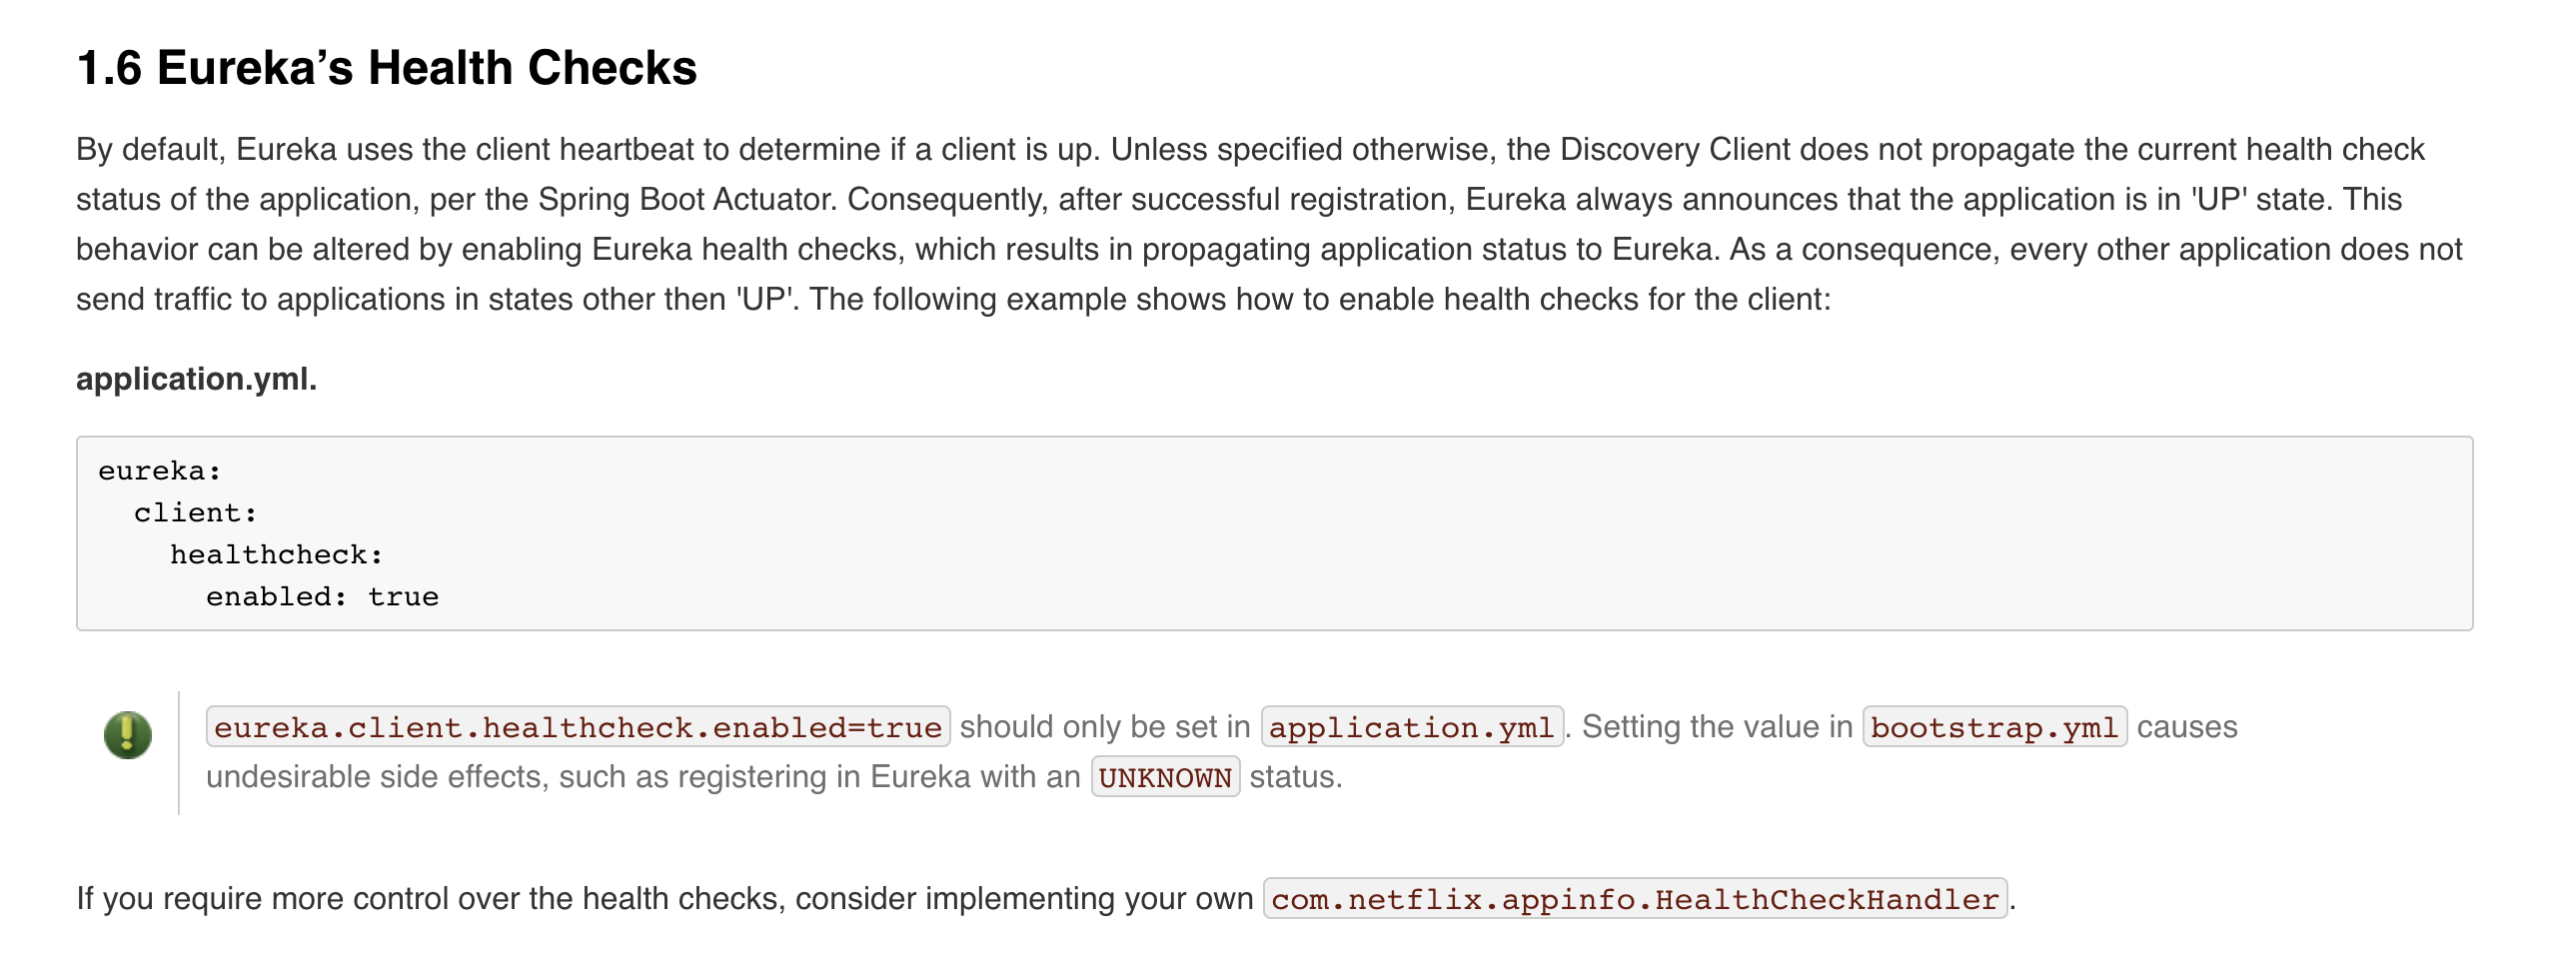 1.6 Eureka’s Health Checks
By default, Eureka uses the client heartbeat to determine if a client is up. Unless specified otherwise, the Discovery Client does not propagate the current health check
status of the application, per the Spring Boot Actuator. Consequently, after successful registration, Eureka always announces that the application is in 'UP' state. This
behavior can be altered by enabling Eureka health checks, which results in propagating application status to Eureka. As a consequence, every other application does not
send traffic to applications in states other then 'UP'. The following example shows how to enable health checks for the client:
application.yml.
eureka:
  client:
    healthcheck:
      enabled: true
eureka.client.healthcheck.enabled=true should only be set in application.yml. Setting the value in bootstrap.yml causes
undesirable side effects, such as registering in Eureka with an UNKNOWN status.
If you require more control over the health checks, consider implementing your own com.netflix.appinfo.HealthCheckHandler.